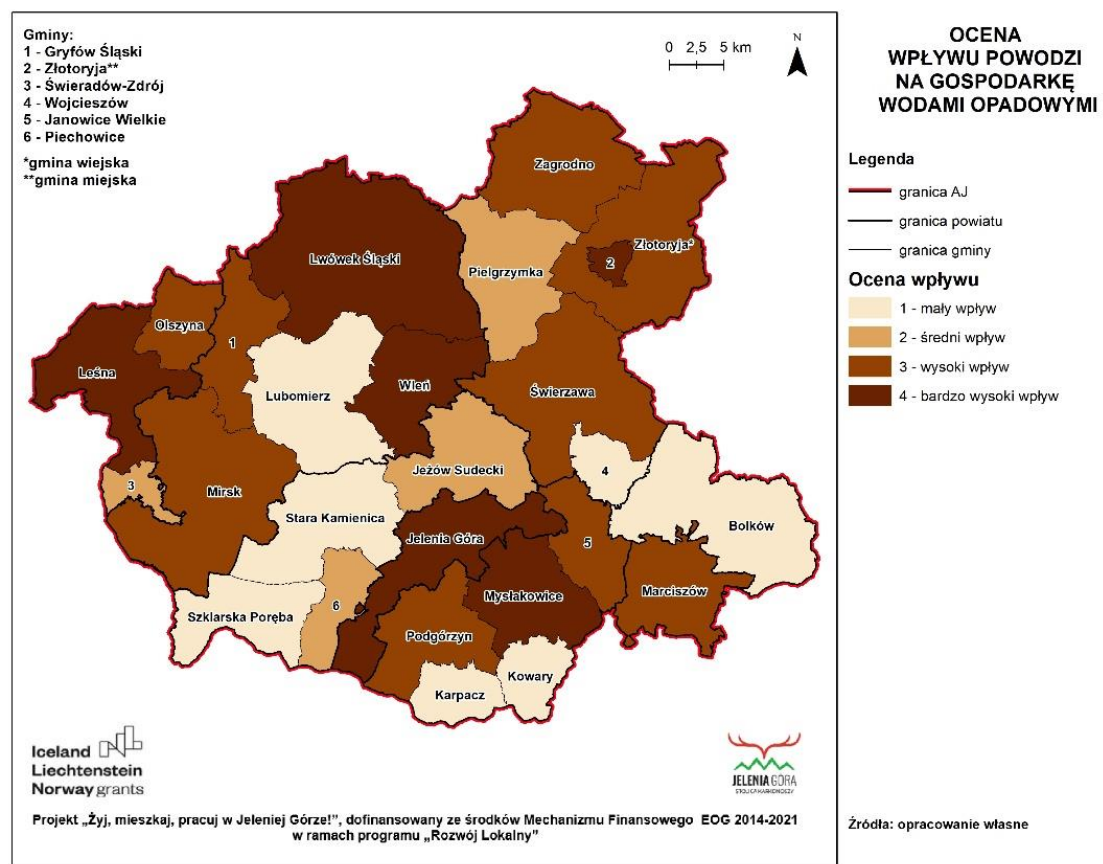 Gminy:
1 - Gryfów Śląski
2 - Złotoryja**
3 - Świeradów-Zdrój
4 - Wojcieszów
5 - Janowice Wielkie
6 - Piechowice
*gmina wiejska
**gmina miejska
0 2,5 5 km
N
OCENA
WPŁYWU POWODZI
NA GOSPODARKĘ
WODAMI OPADOWYMI
Legenda
granica AJ
granica powiatu
granica gminy
Ocena wpływu
1 - mały wpływ
2 - średni wpływ
3 - wysoki wpływ
4 - bardzo wysoki wpływ
Zagrodno
Złotoryja*
2
Lwówek Śląski
Pielgrzymka
Olszyna
1
Leśna
Lubomierz
Wleń
Świerzawa
Jeżów Sudecki
4
3
Mirsk
Stara Kamienica
Bolków
Jelenia Góra
5
Mysłakowice
Marciszów
6
Szklarska Poręba
Podgórzyn
Kowary
Karpacz
Iceland
Liechtenstein
Norway grants
JELENIA GÓRA
STOLICA KARKONOSZY
Projekt „Żyj, mieszkaj, pracuj w Jeleniej Górze!”, dofinansowany ze środków Mechanizmu Finansowego EOG 2014-2021
w ramach programu „Rozwój Lokalny”
Źródła: opracowanie własne